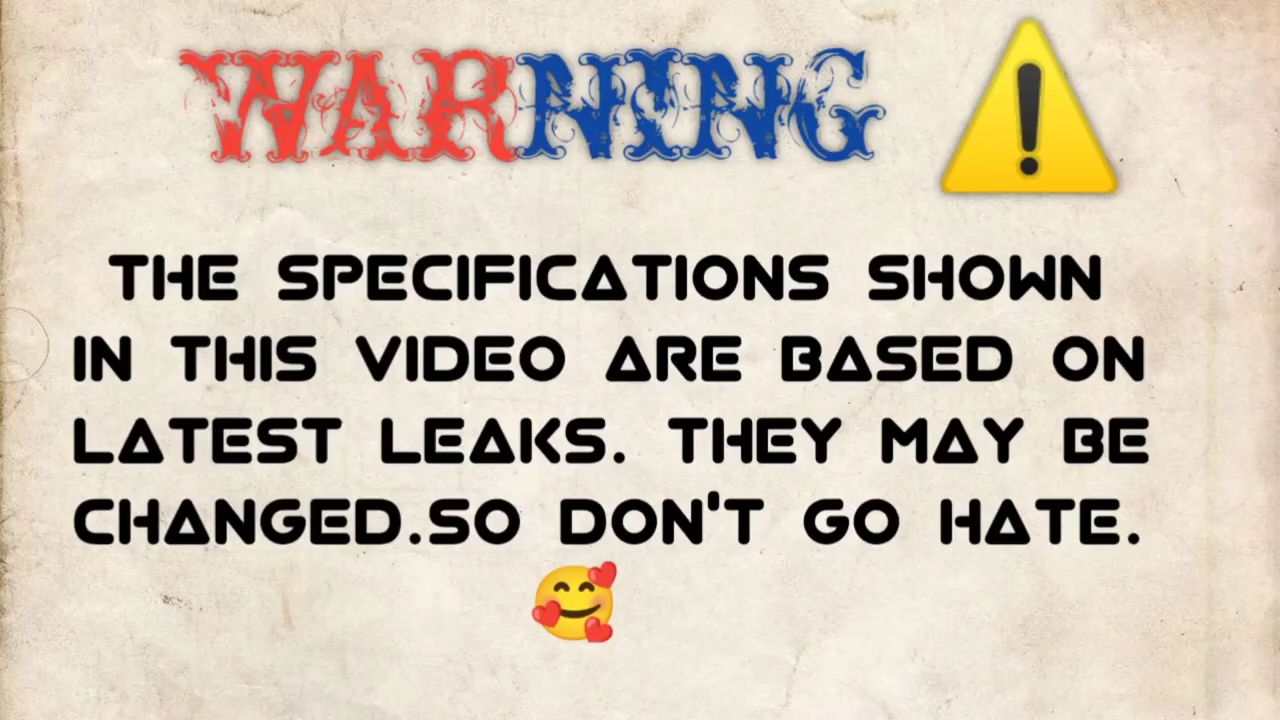 WARNING ⚠️
THE SPECIFICATIONS SHOWN
IN THIS VIDEO ARE BASED ON
LATEST LEAKS. THEY MAY BE
CHANGED.SO DON'T GO HATE.
🥰